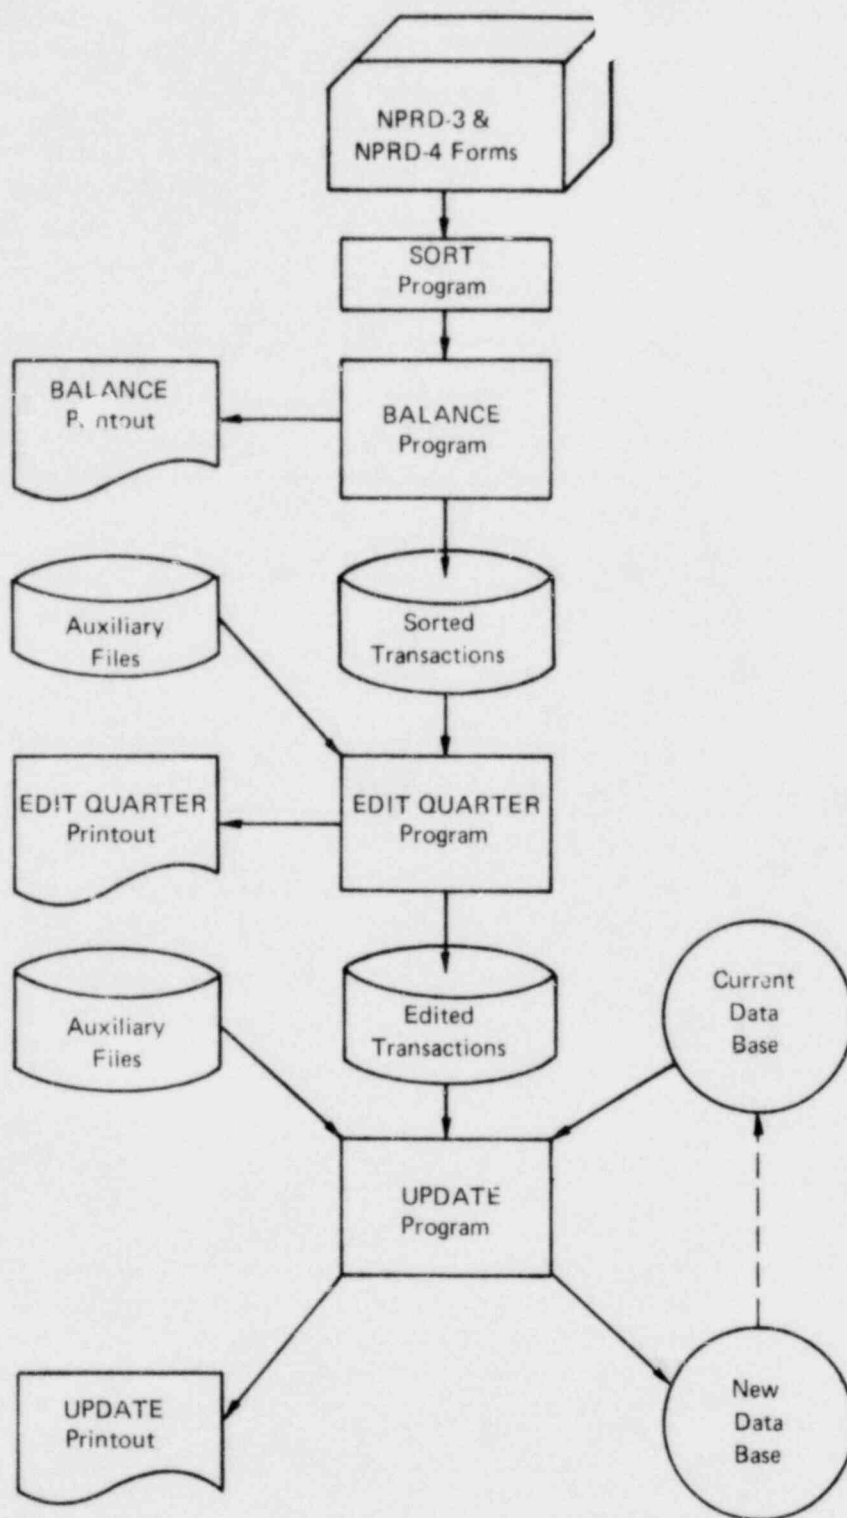 NPRD-3 &
NPRD-4 Forms
SORT
Program
BALANCE
BALANCE
Program
Auxiliary
Files
Sorted
Transactions
EDIT QUARTER
Printout
EDIT QUARTER
Program
Auxiliary
Files
Edited
Transactions
Current
Data
Base
UPDATE
Program
UPDATE
Printout
New
Data
Base